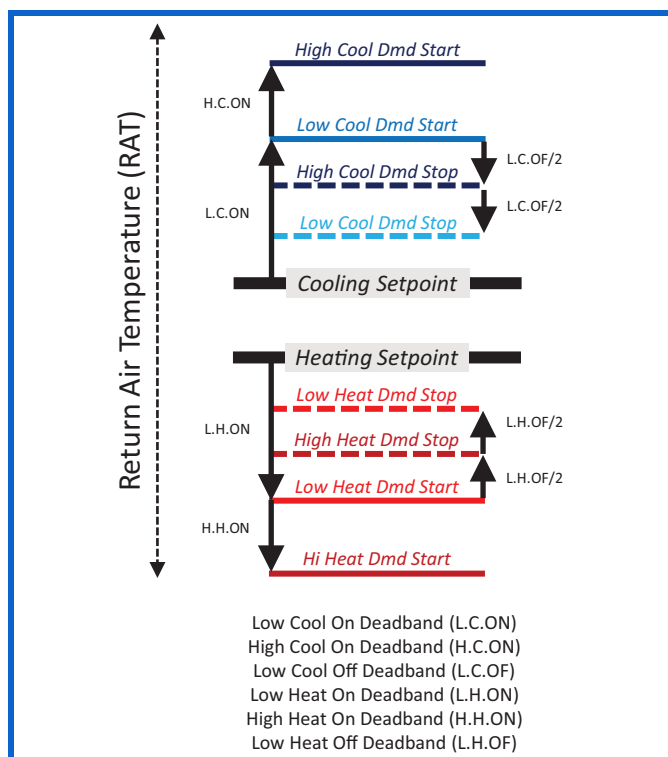 High Cool Dmd Start
H.C.ON
Low Cool Dmd Start
High Cool Dmd Stop
L.C.OF/2
L.C.ON
L.C.OF/2
Low Cool Dmd Stop
Cooling Setpoint
Return Air Temperature (RAT)
Heating Setpoint
Low Heat Dmd Stop
L.H.ON
L.H.OF/2
High Heat Dmd Stop
L.H.OF/2
Low Heat Dmd Start
H.H.ON
Hi Heat Dmd Start
Low Cool On Deadband (L.C.ON)
High Cool On Deadband (H.C.ON)
Low Cool Off Deadband (L.C.OF)
Low Heat On Deadband (L.H.ON)
High Heat On Deadband (H.H.ON)
Low Heat Off Deadband (L.H.OF)